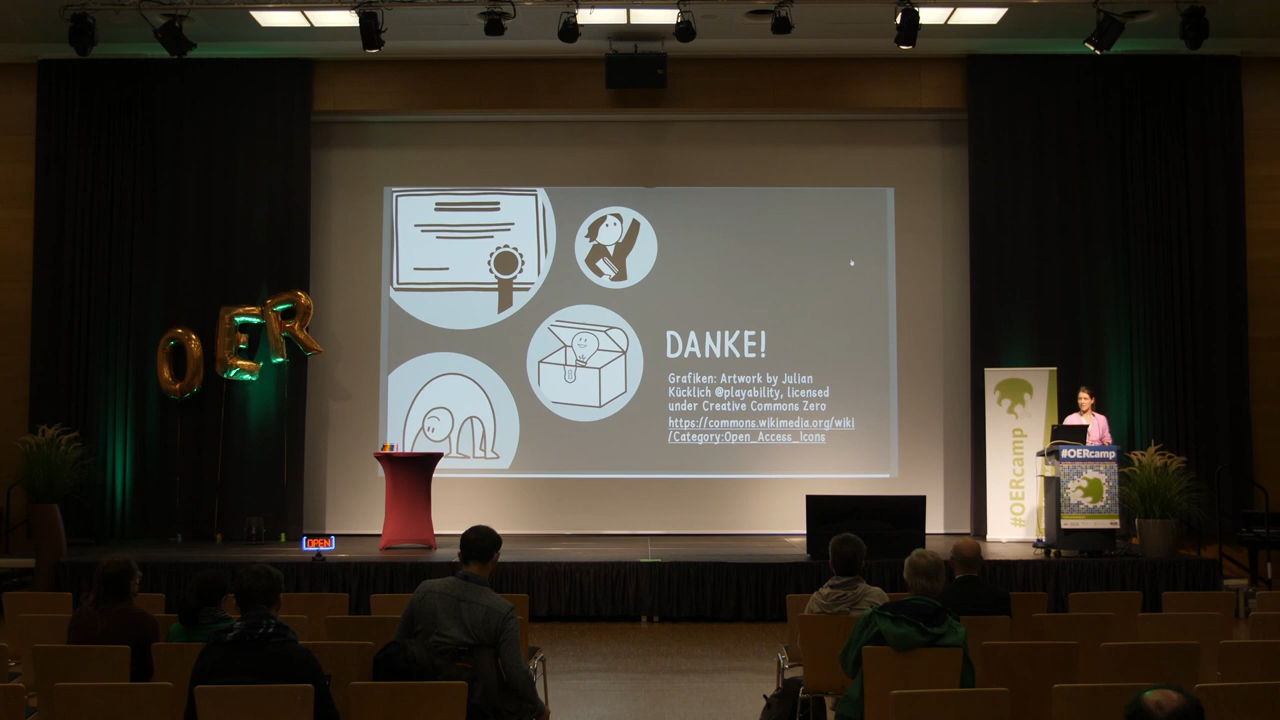 OER
DANKE!
Grafiken: Artwork by Julian
Kücklich @playability, licensed
under Creative Commons Zero
https://commons.wikimedia.org/wiki
/Category:Open_Access_Icons
OPEN
#OERcamp
#OERcamp